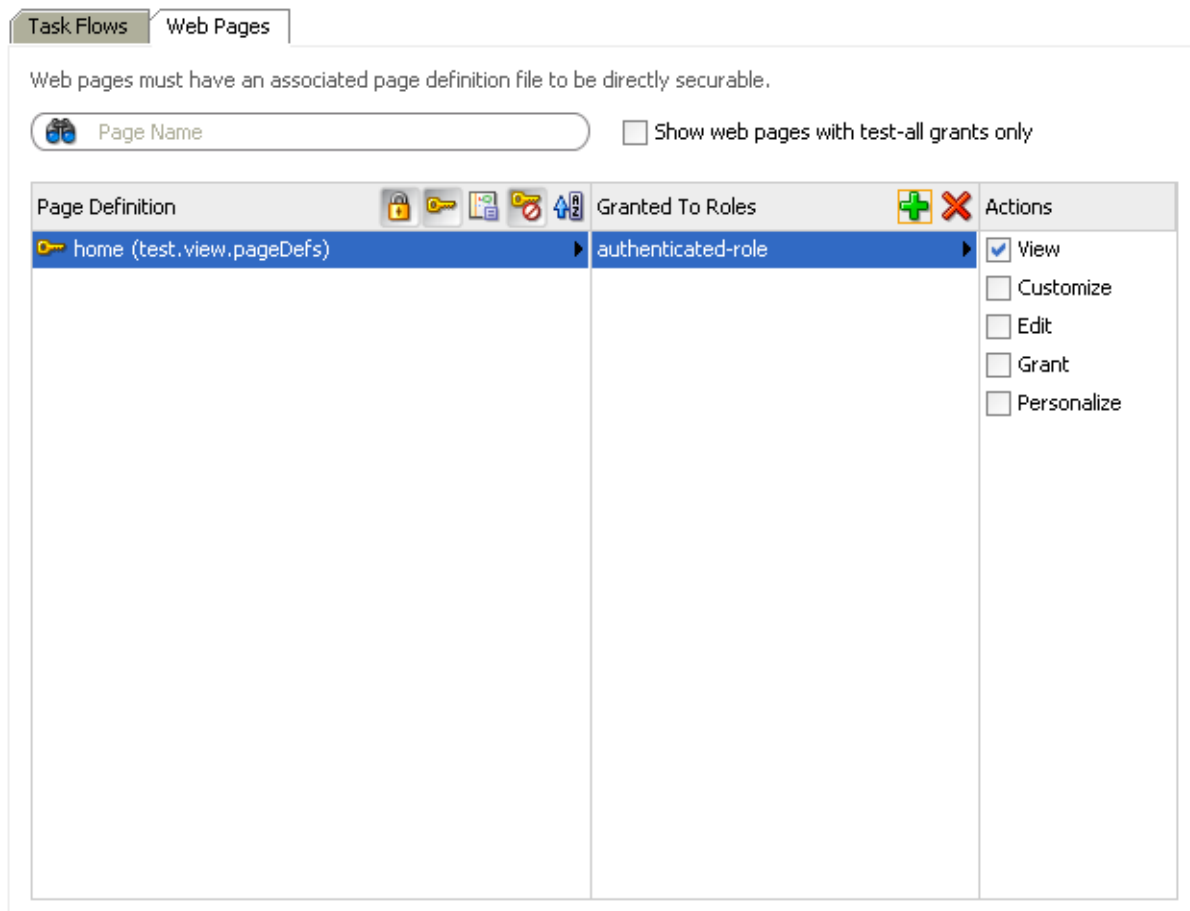 Task Flows Web Pages
Web pages must have an associated page definition file to be directly securable.
Page Name Show web pages with test-all grants only
Page Definition Granted To Roles Actions
home (test.view.pageDefs) authenticated-role View
Customize
Edit
Grant
Personalize